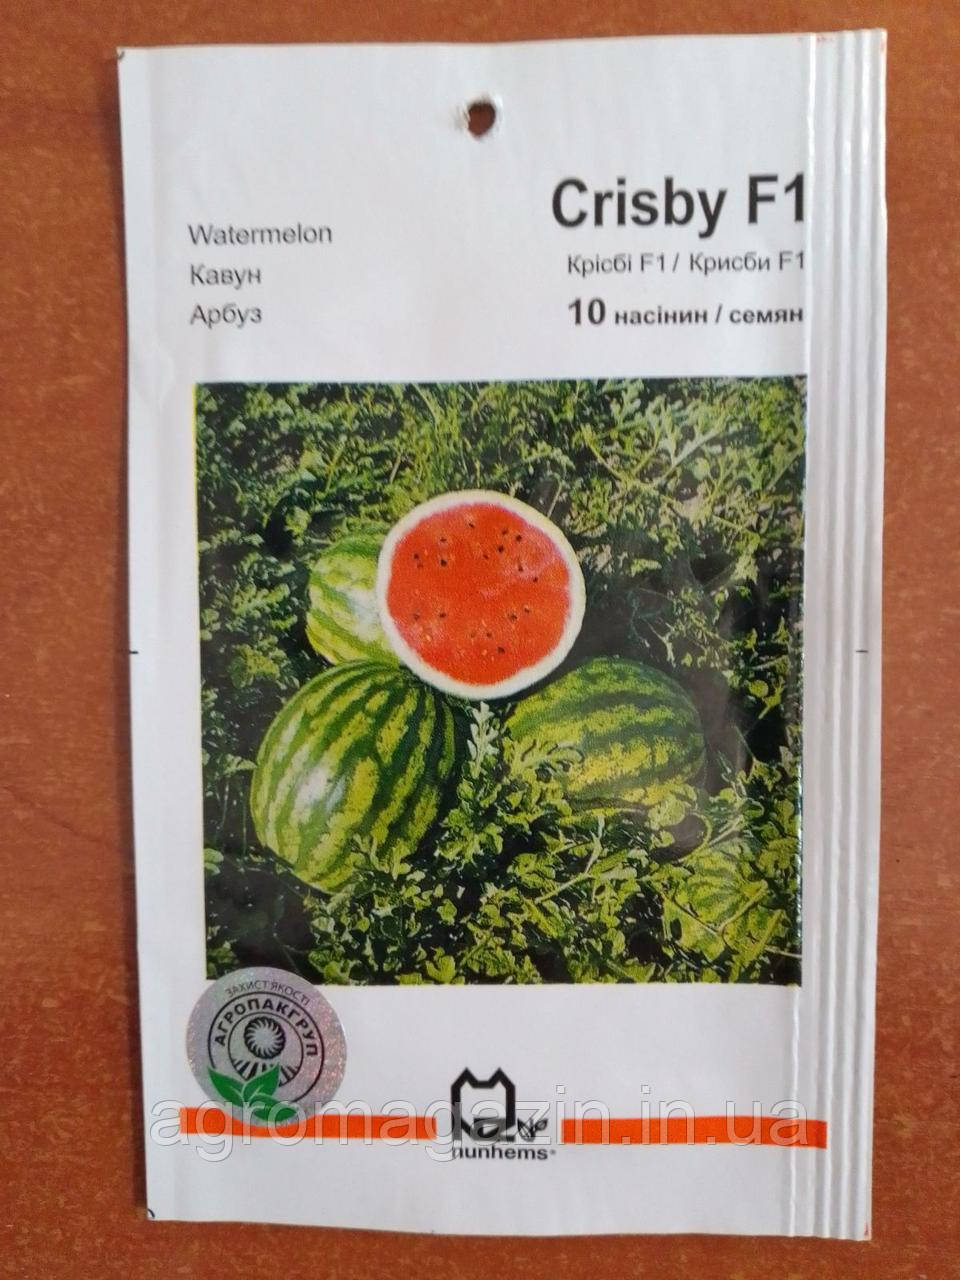 Crisby F1
Watermelon
Кавун
Арбуз
Крісбі F1 / Крисби F1
10 насінин / семян
ЗАХИСТ ЯКОСТІ
АГРОПАКГРУП
agromagazin.in.ua
nunhems®